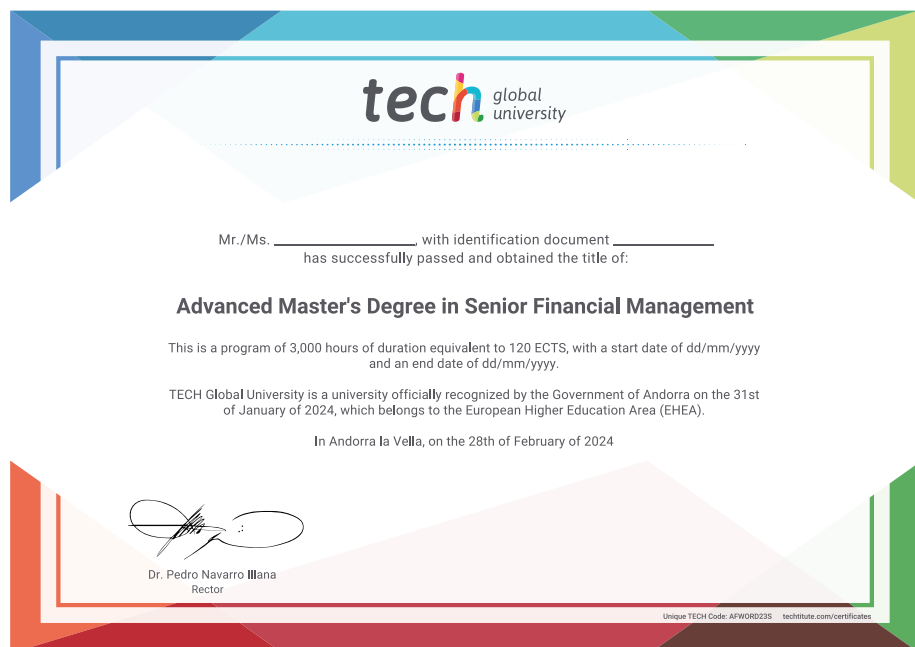 tech global university
Mr./Ms. ____________________, with identification document ______________
has successfully passed and obtained the title of:
Advanced Master's Degree in Senior Financial Management
This is a program of 3,000 hours of duration equivalent to 120 ECTS, with a start date of dd/mm/yyyy
and an end date of dd/mm/yyyy.
TECH Global University is a university officially recognized by the Government of Andorra on the 31st
of January of 2024, which belongs to the European Higher Education Area (EHEA).
In Andorra la Vella, on the 28th of February of 2024
Dr. Pedro Navarro Illana
Rector
Unique TECH Code: AFWORD23S techtitute.com/certificates